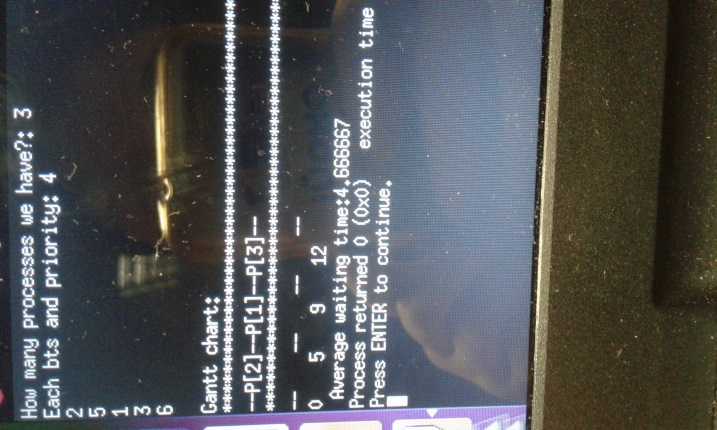 How many processes we have?: 3
Each bts and priority: 4
2
5
1
3
6
Gantt chart:
--P[2]--P[1]--P[3]--
-- -- -- --
0 5 9 12
Average waiting time:4.666667
Process returned 0 (0x0) execution time
Press ENTER to continue.